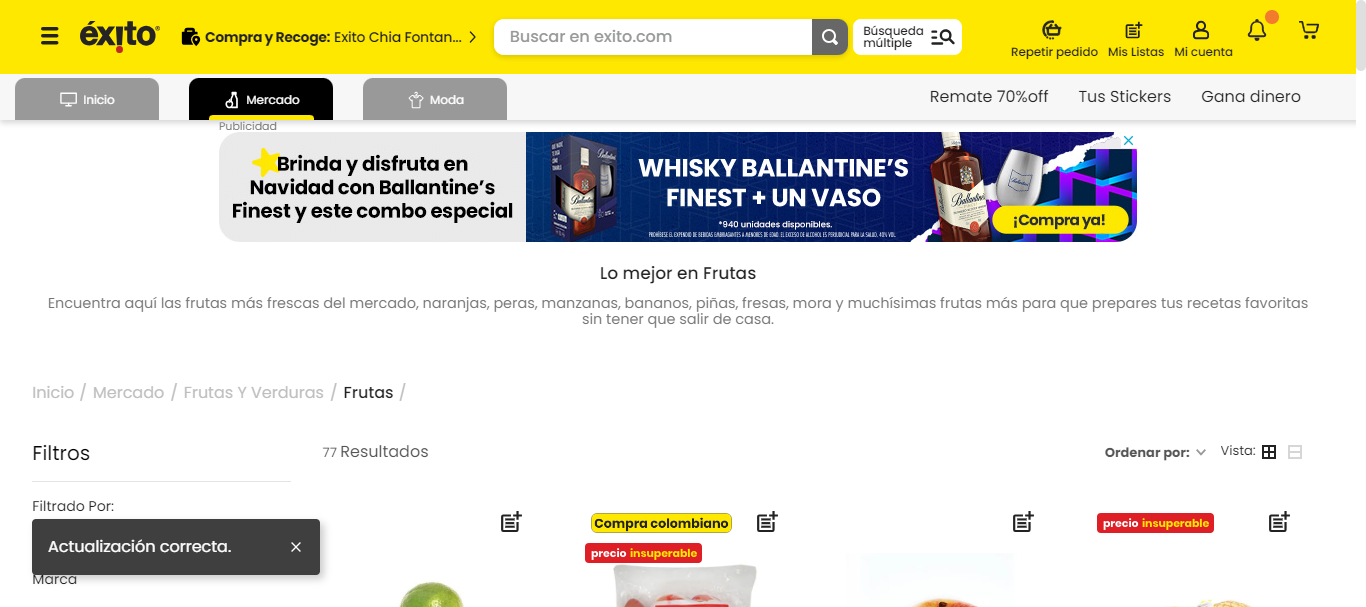 éxito
Compra y Recoge: Exito Chia Fontan...
Buscar en exito.com
Búsqueda
múltiple
Repetir pedido
Mis Listas
Mi cuenta
Inicio
Mercado
Moda
Remate 70%off
Tus Stickers
Gana dinero
Publicidad
Brinda y disfruta en
Navidad con Ballantine's
Finest y este combo especial
WHISKY BALLANTINE'S
FINEST + UN VASO
*940 unidades disponibles.
PROHÍBESE EL EXPENDIO DE BEBIDAS EMBRIAGANTES A MENORES DE EDAD. EL EXCESO DE ALCOHOL ES PERJUDICIAL PARA LA SALUD. 40% VOL.
Ballantine's
Ballantine's
Ballantine's
¡Compra ya!
Lo mejor en Frutas
Encuentra aquí las frutas más frescas del mercado, naranjas, peras, manzanas, bananos, piñas, fresas, mora y muchísimas frutas más para que prepares tus recetas favoritas
sin tener que salir de casa.
Inicio / Mercado / Frutas Y Verduras / Frutas /
Filtros
77 Resultados
Ordenar por:
Vista:
Filtrado Por:
Actualización correcta.
Marca
Compra colombiano
precio insuperable
precio insuperable